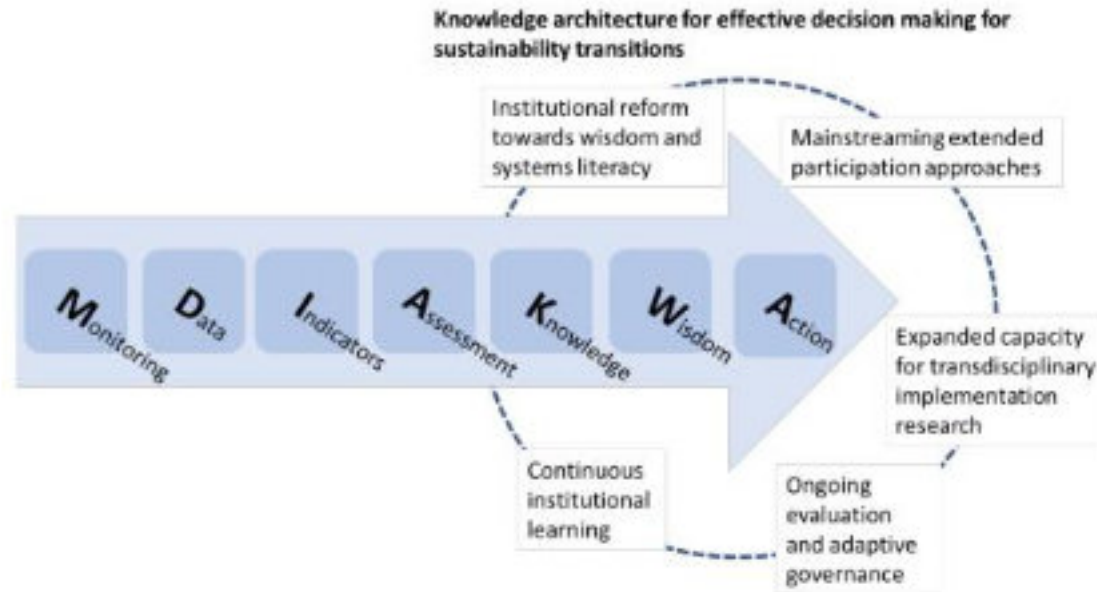 Knowledge architecture for effective decision making for
sustainability transitions
Institutional reform
towards wisdom and
systems literacy
Mainstreaming extended
participation approaches
Monitoring
Data
Indicators
Assessment
Knowledge
Wisdom
Action
Expanded capacity
for transdisciplinary
implementation
research
Continuous
institutional
learning
Ongoing
evaluation
and adaptive
governance